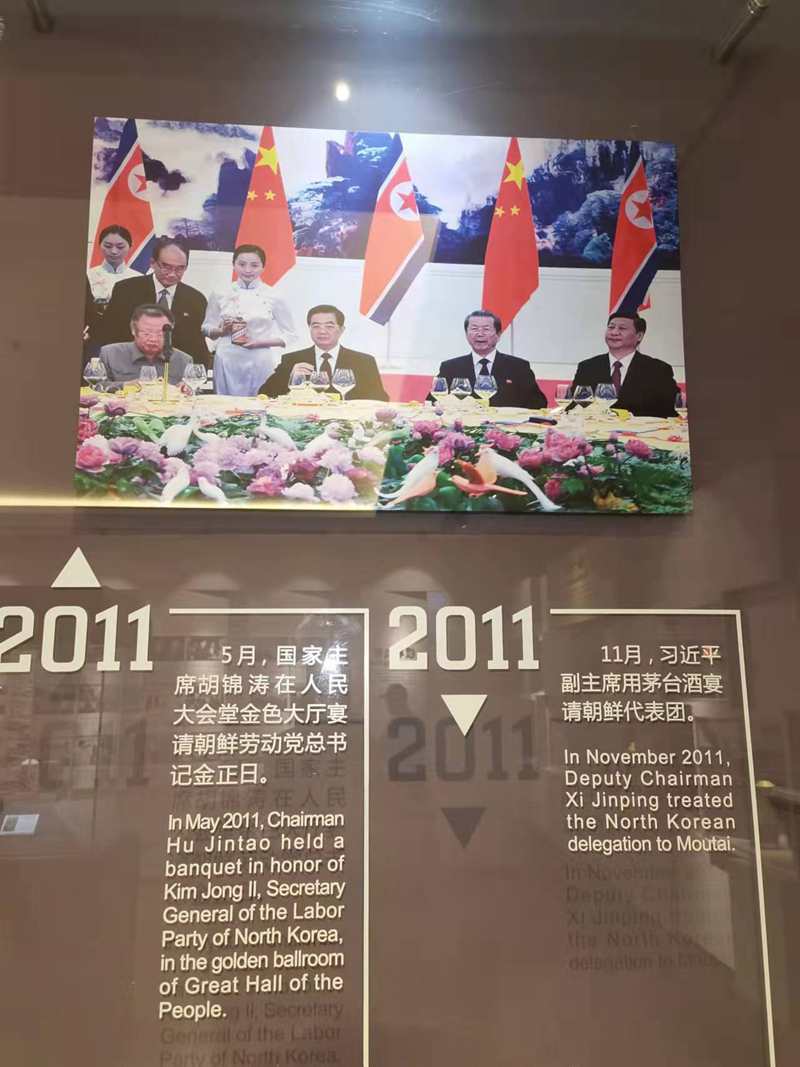 2011
5月，国家主
席胡锦涛在人民
大会堂金色大厅宴
请朝鲜劳动党总书
记金正日。
In May 2011, Chairman
Hu Jintao held a
banquet in honor of
Kim Jong Il, Secretary
General of the Labor
Party of North Korea,
in the golden ballroom
of Great Hall of the
People.
2011
11月，习近平
副主席用茅台酒宴
请朝鲜代表团。
In November 2011,
Deputy Chairman
Xi Jinping treated
the North Korean
delegation to Moutai.